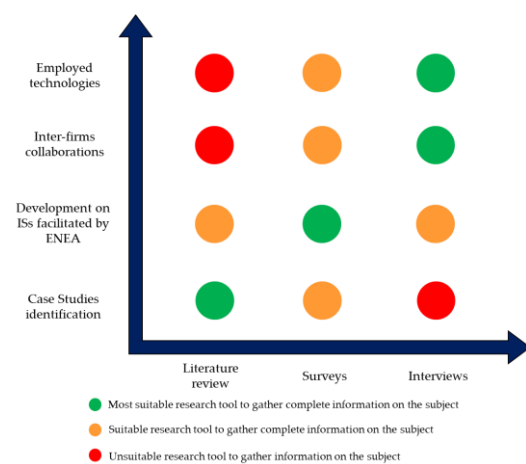 Employed
technologies
Inter-firms
collaborations
Development on
ISs facilitated by
ENEA
Case Studies
identification
Literature
review
Surveys
Interviews
Most suitable research tool to gather complete information on the subject
Suitable research tool to gather complete information on the subject
Unsuitable research tool to gather information on the subject